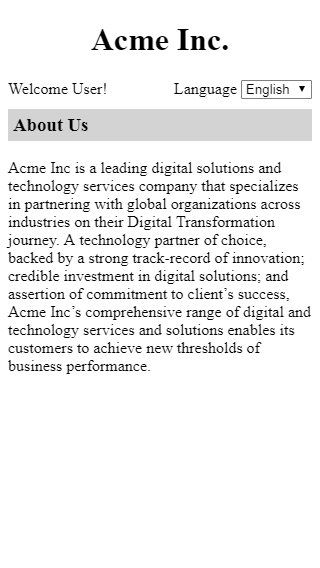 Acme Inc.
Welcome User! Language English
About Us
Acme Inc is a leading digital solutions and
technology services company that specializes
in partnering with global organizations across
industries on their Digital Transformation
journey. A technology partner of choice,
backed by a strong track-record of innovation;
credible investment in digital solutions; and
assertion of commitment to client’s success,
Acme Inc’s comprehensive range of digital and
technology services and solutions enables its
customers to achieve new thresholds of
business performance.